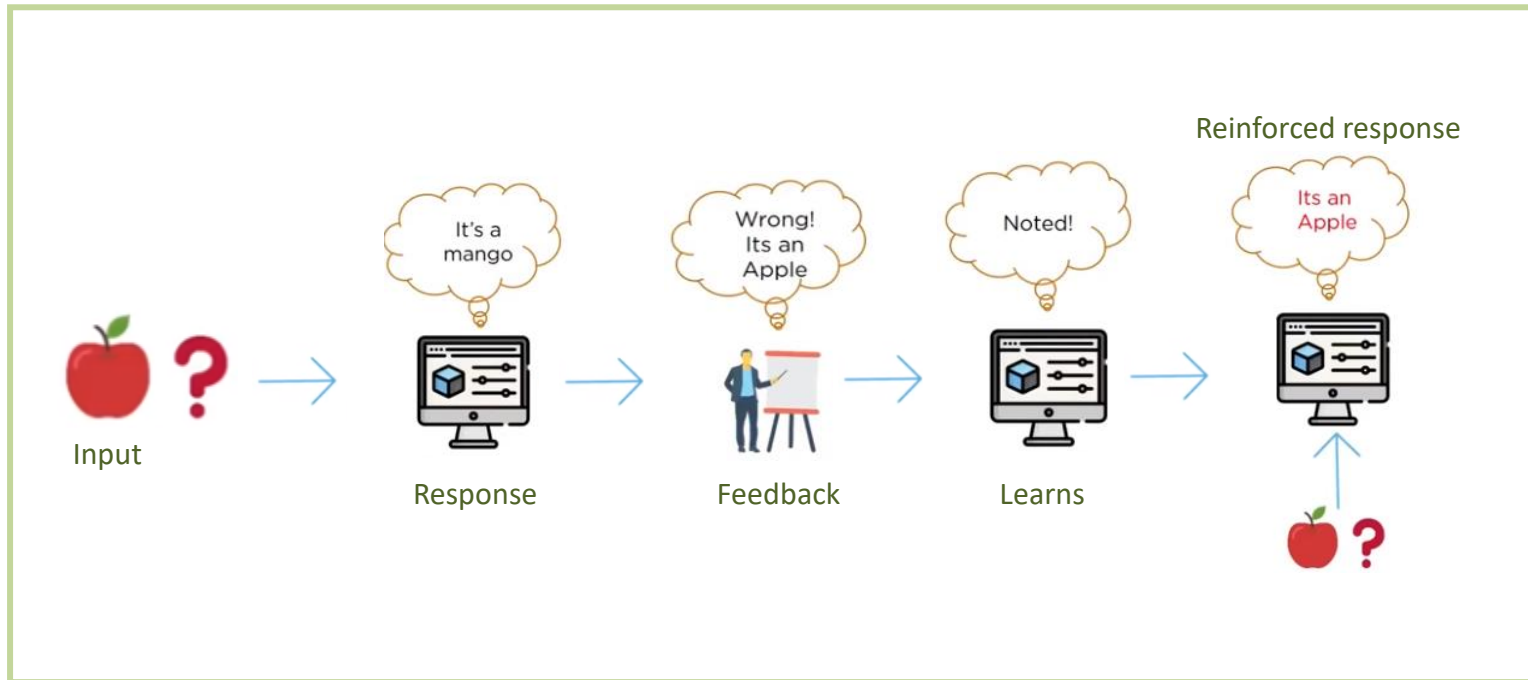 Reinforced response
It's a
mango
Wrong!
Its an
Apple
Noted!
Its an
Apple
Input
Response
Feedback
Learns